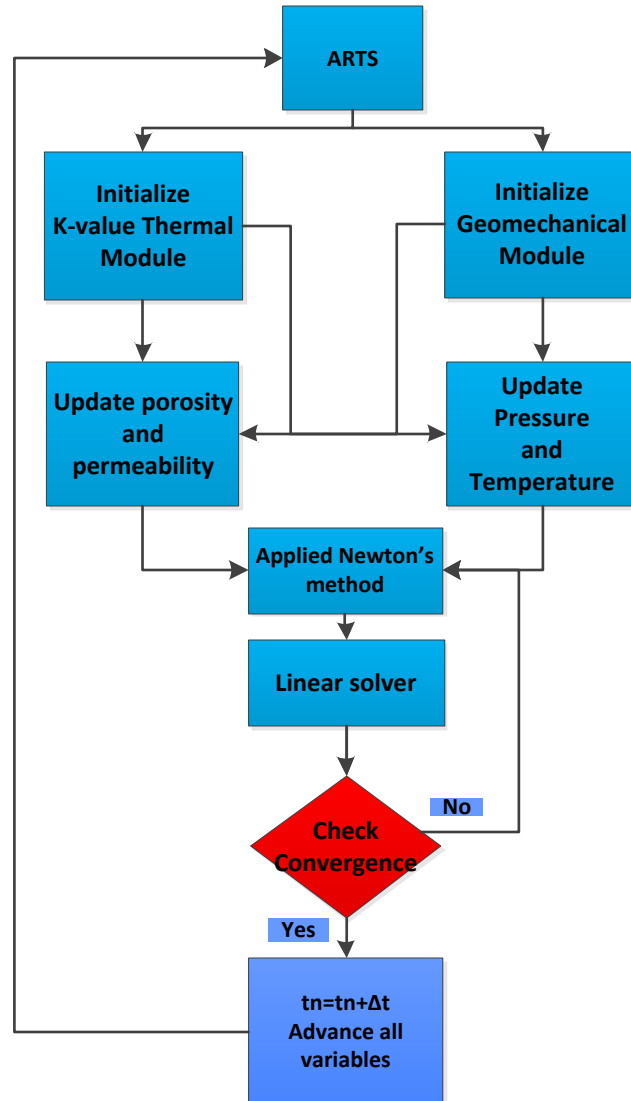 ARTS
Initialize
K-value Thermal
Module
Initialize
Geomechanical
Module
Update porosity
and
permeability
Update
Pressure
and
Temperature
Applied Newton’s
method
Linear solver
No
Check
Convergence
Yes
tn=tn+Δt
Advance all
variables